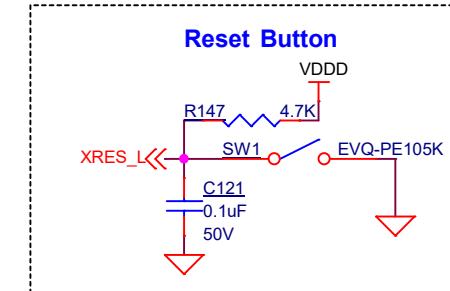 Reset Button
VDDD
R147 4.7K
XRES_L SW1 EVQ-PE105K
C121
0.1uF
50V